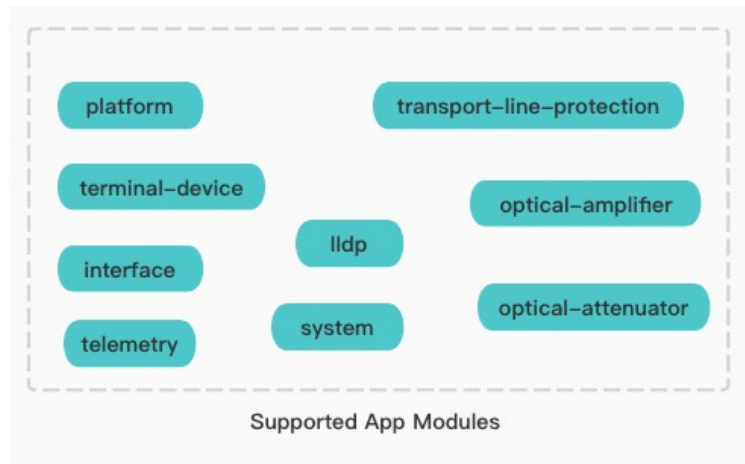 platform
transport-line-protection
terminal-device
optical-amplifier
lldp
interface
optical-attenuator
system
telemetry
Supported App Modules